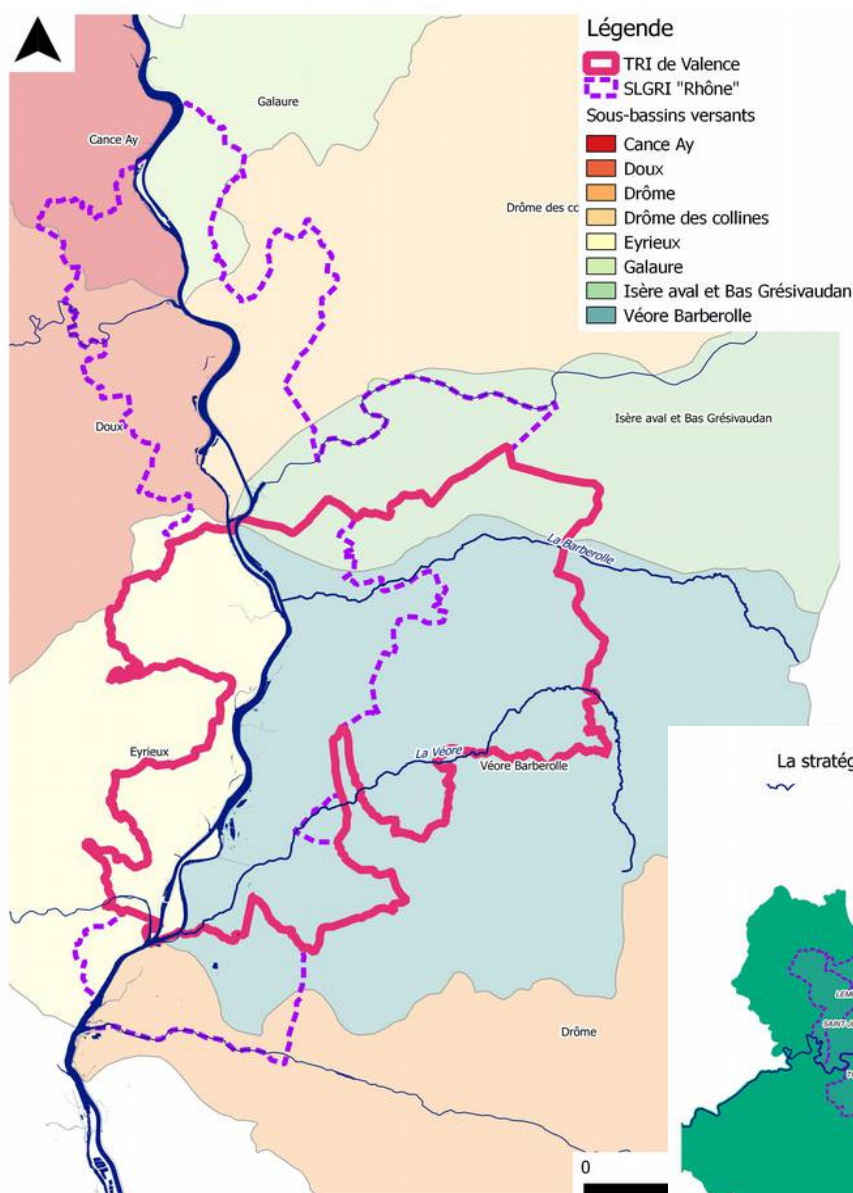 Légende
TRI de Valence
SLGRI "Rhône"
Sous-bassins versants
Cance Ay
Doux
Drôme
Drôme des collines
Eyrieux
Galaure
Isère aval et Bas Grésivaudan
Véore Barberolle
Galaure
Cance Ay
Drôme des
Isère aval et Bas Grésivaudan
Doux
La Barberolle
Eyrieux
La Véore
Véore Barberolle
La
Drôme
0